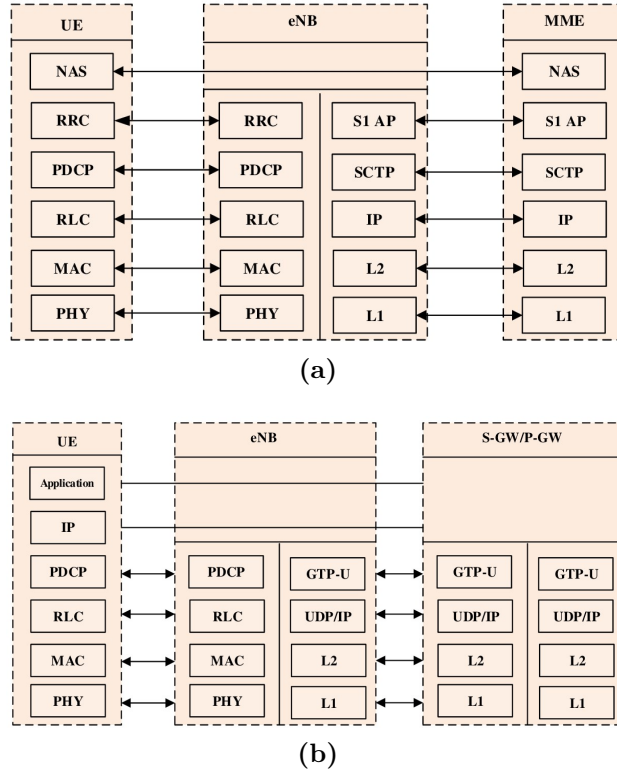 UE eNB MME
NAS NAS
RRC RRC S1 AP S1 AP
PDCP PDCP SCTP SCTP
RLC RLC IP IP
MAC MAC L2 L2
PHY PHY L1 L1
(a)
UE eNB S-GW/P-GW
Application
IP
PDCP PDCP GTP-U GTP-U GTP-U
RLC RLC UDP/IP UDP/IP UDP/IP
MAC MAC L2 L2 L2
PHY PHY L1 L1 L1
(b)